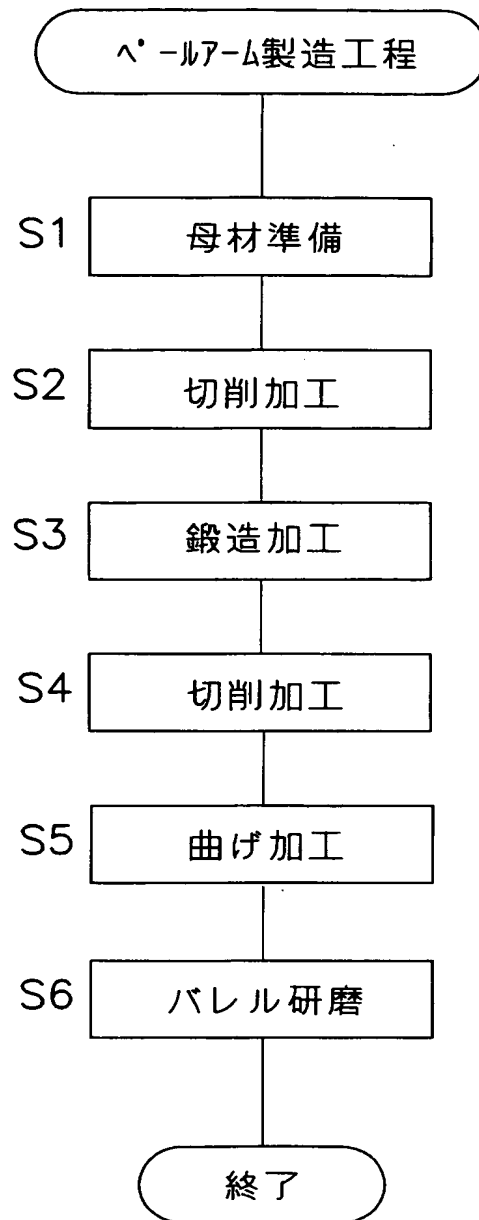 ﾍﾟｰﾙｱｰﾑ製造工程
S1 母材準備
S2 切削加工
S3 鍛造加工
S4 切削加工
S5 曲げ加工
S6 バレル研磨
終了